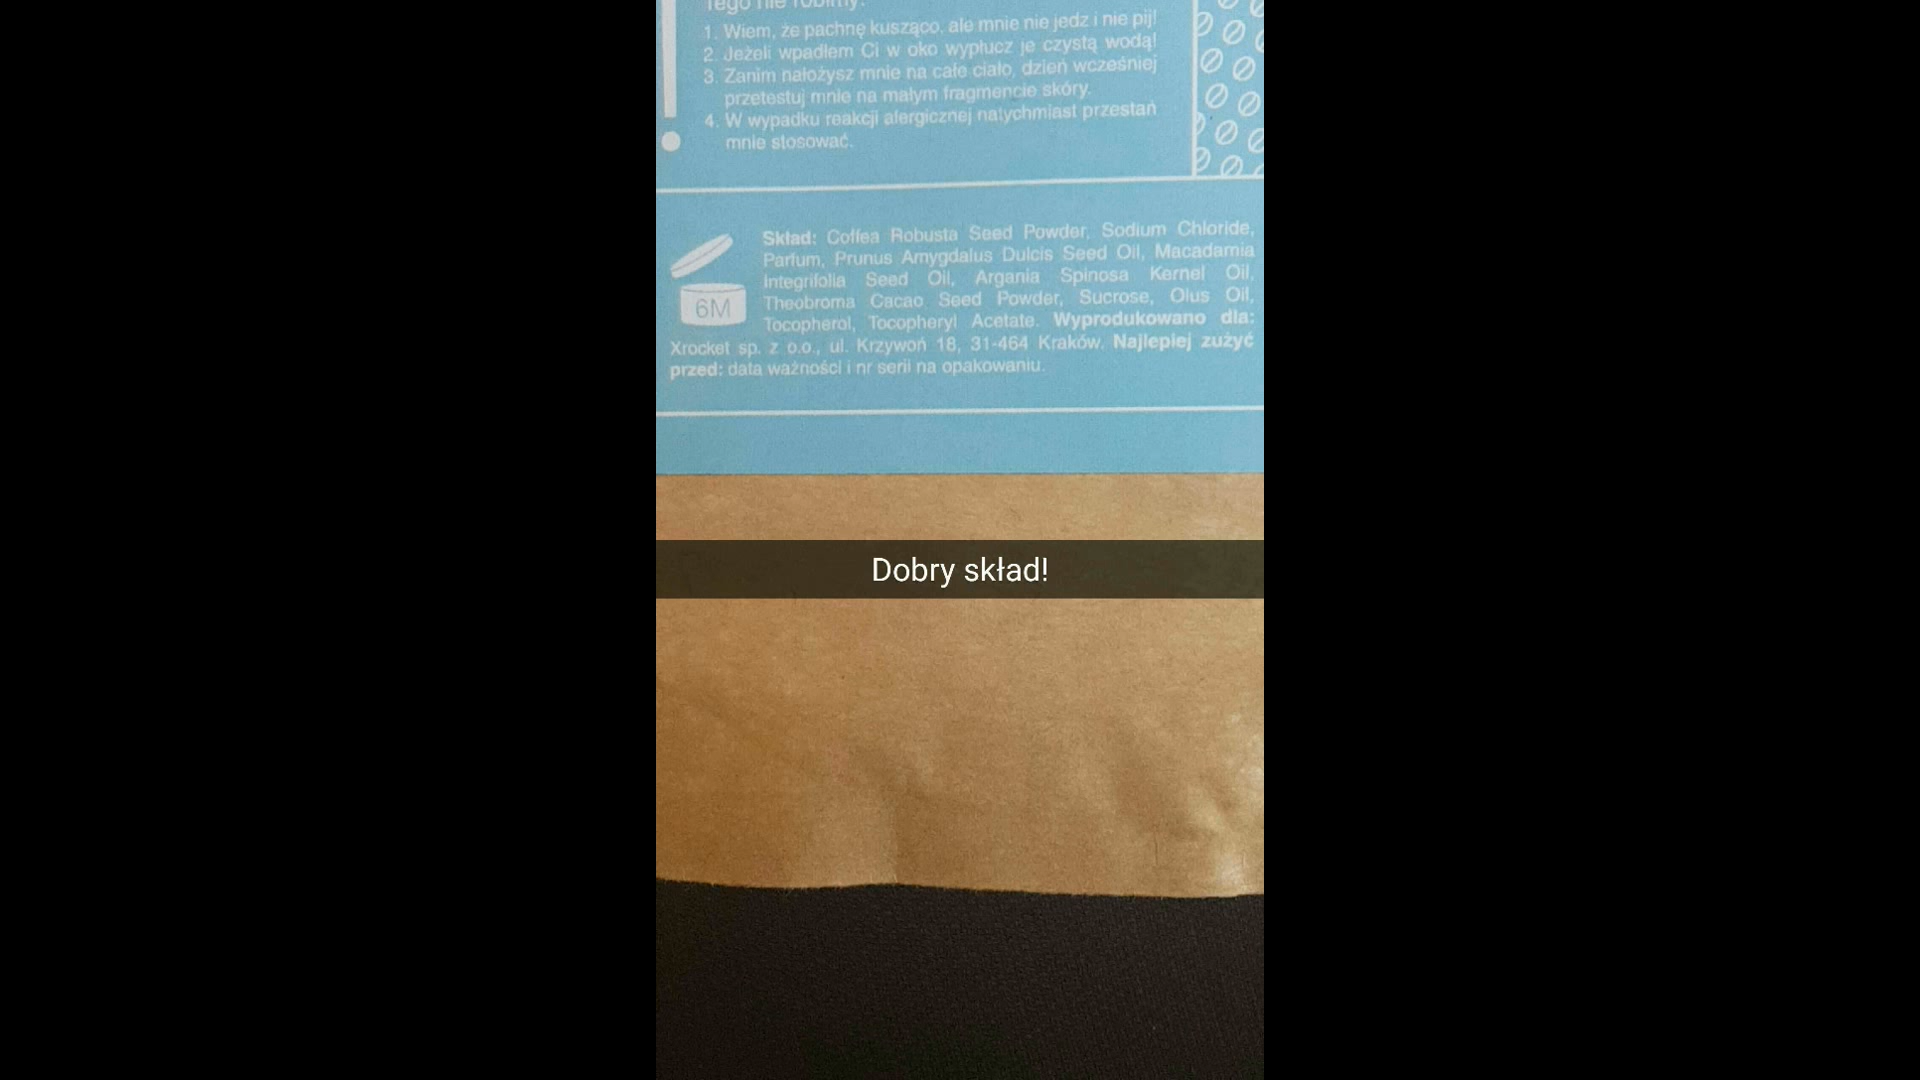 Tego nie robimy:
1. Wiem, że pachnę kusząco, ale mnie nie jedz i nie pij!
2. Jeżeli wpadłem Ci w oko wypłucz je czystą wodą!
3. Zanim nałożysz mnie na całe ciało, dzień wcześniej
przetestuj mnie na małym fragmencie skóry.
4. W wypadku reakcji alergicznej natychmiast przestań
mnie stosować.
Skład: Coffea Robusta Seed Powder, Sodium Chloride,
Parfum, Prunus Amygdalus Dulcis Seed Oil, Macadamia
Integrifolia Seed Oil, Argania Spinosa Kernel Oil,
Theobroma Cacao Seed Powder, Sucrose, Olus Oil,
6M
Tocopherol, Tocopheryl Acetate. Wyprodukowano dla:
Xrocket sp. z o.o., ul. Krzywoń 18, 31-464 Kraków. Najlepiej zużyć
przed: data ważności i nr serii na opakowaniu.
Dobry skład!